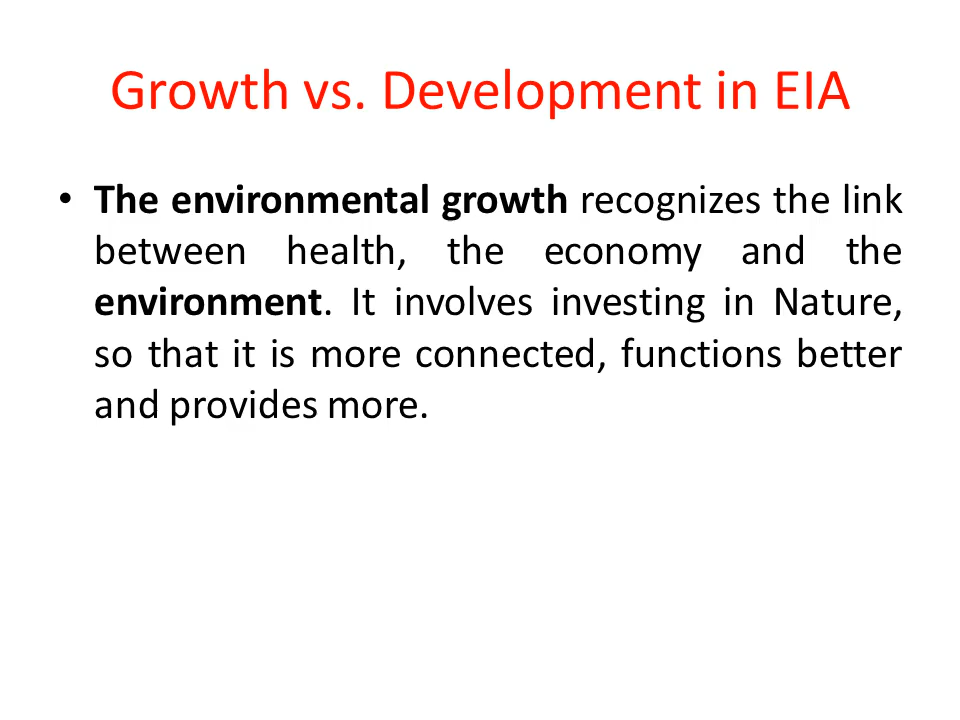 Growth vs. Development in EIA
• The environmental growth recognizes the link
between health, the economy and the
environment. It involves investing in Nature,
so that it is more connected, functions better
and provides more.